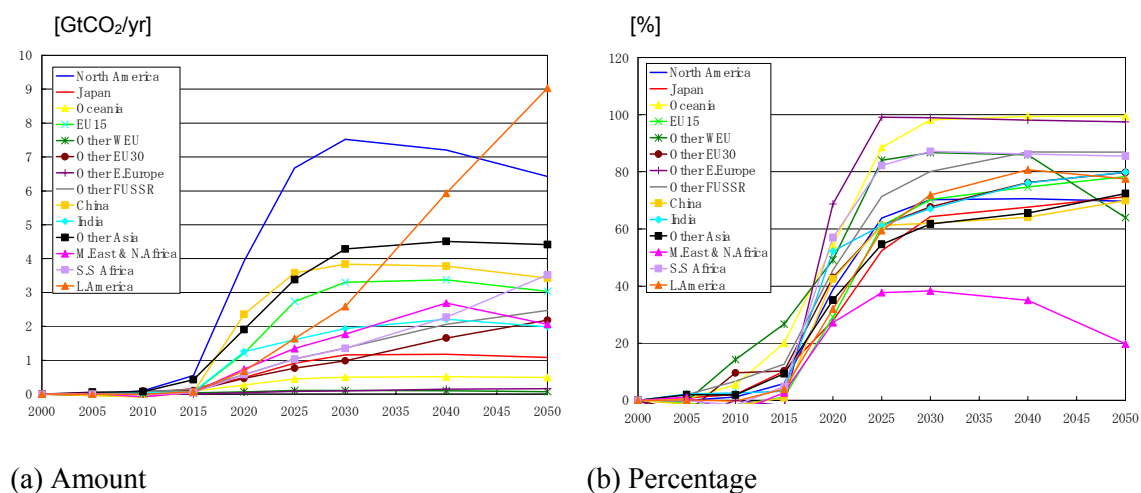 [GtCO₂/yr]
10
9
8
7
6
5
4
3
2
1
0
2000 2005 2010 2015 2020 2025 2030 2035 2040 2045 2050
North America
Japan
Oceania
EU15
Other WEU
Other EU30
Other E.Europe
Other FUSSR
China
India
Other Asia
M.East & N.Africa
S.S Africa
L.America
(a) Amount
[%]
120
100
80
60
40
20
0
2000 2005 2010 2015 2020 2025 2030 2035 2040 2045 2050
North America
Japan
Oceania
EU15
Other WEU
Other EU30
Other E.Europe
Other FUSSR
China
India
Other Asia
M.East & N.Africa
S.S Africa
L.America
(b) Percentage